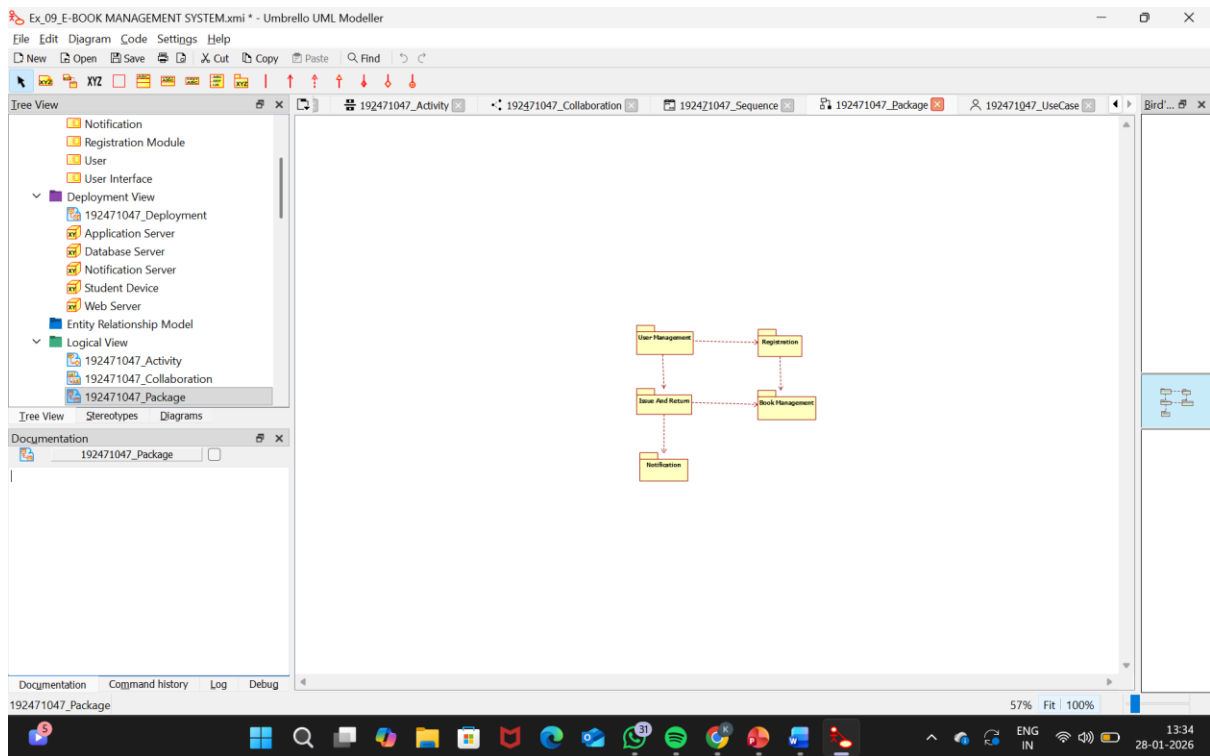 Ex_09_E-BOOK MANAGEMENT SYSTEM.xmi * - Umbrello UML Modeller
File Edit Diagram Code Settings Help
New Open Save Cut Copy Paste Find
XYZ
Tree View
192471047_Activity 192471047_Collaboration 192471047_Sequence 192471047_Package 192471047_UseCase
Bird'...
Notification
Registration Module
User
User Interface
Deployment View
192471047_Deployment
Application Server
Database Server
Notification Server
Student Device
Web Server
Entity Relationship Model
Logical View
192471047_Activity
192471047_Collaboration
192471047_Package
Tree View Stereotypes Diagrams
Documentation
192471047_Package
User Management
Registration
Issue And Return
Book Management
Notification
Documentation Command history Log Debug
192471047_Package
57% Fit 100%
5
31
ENG
IN
13:34
28-01-2026